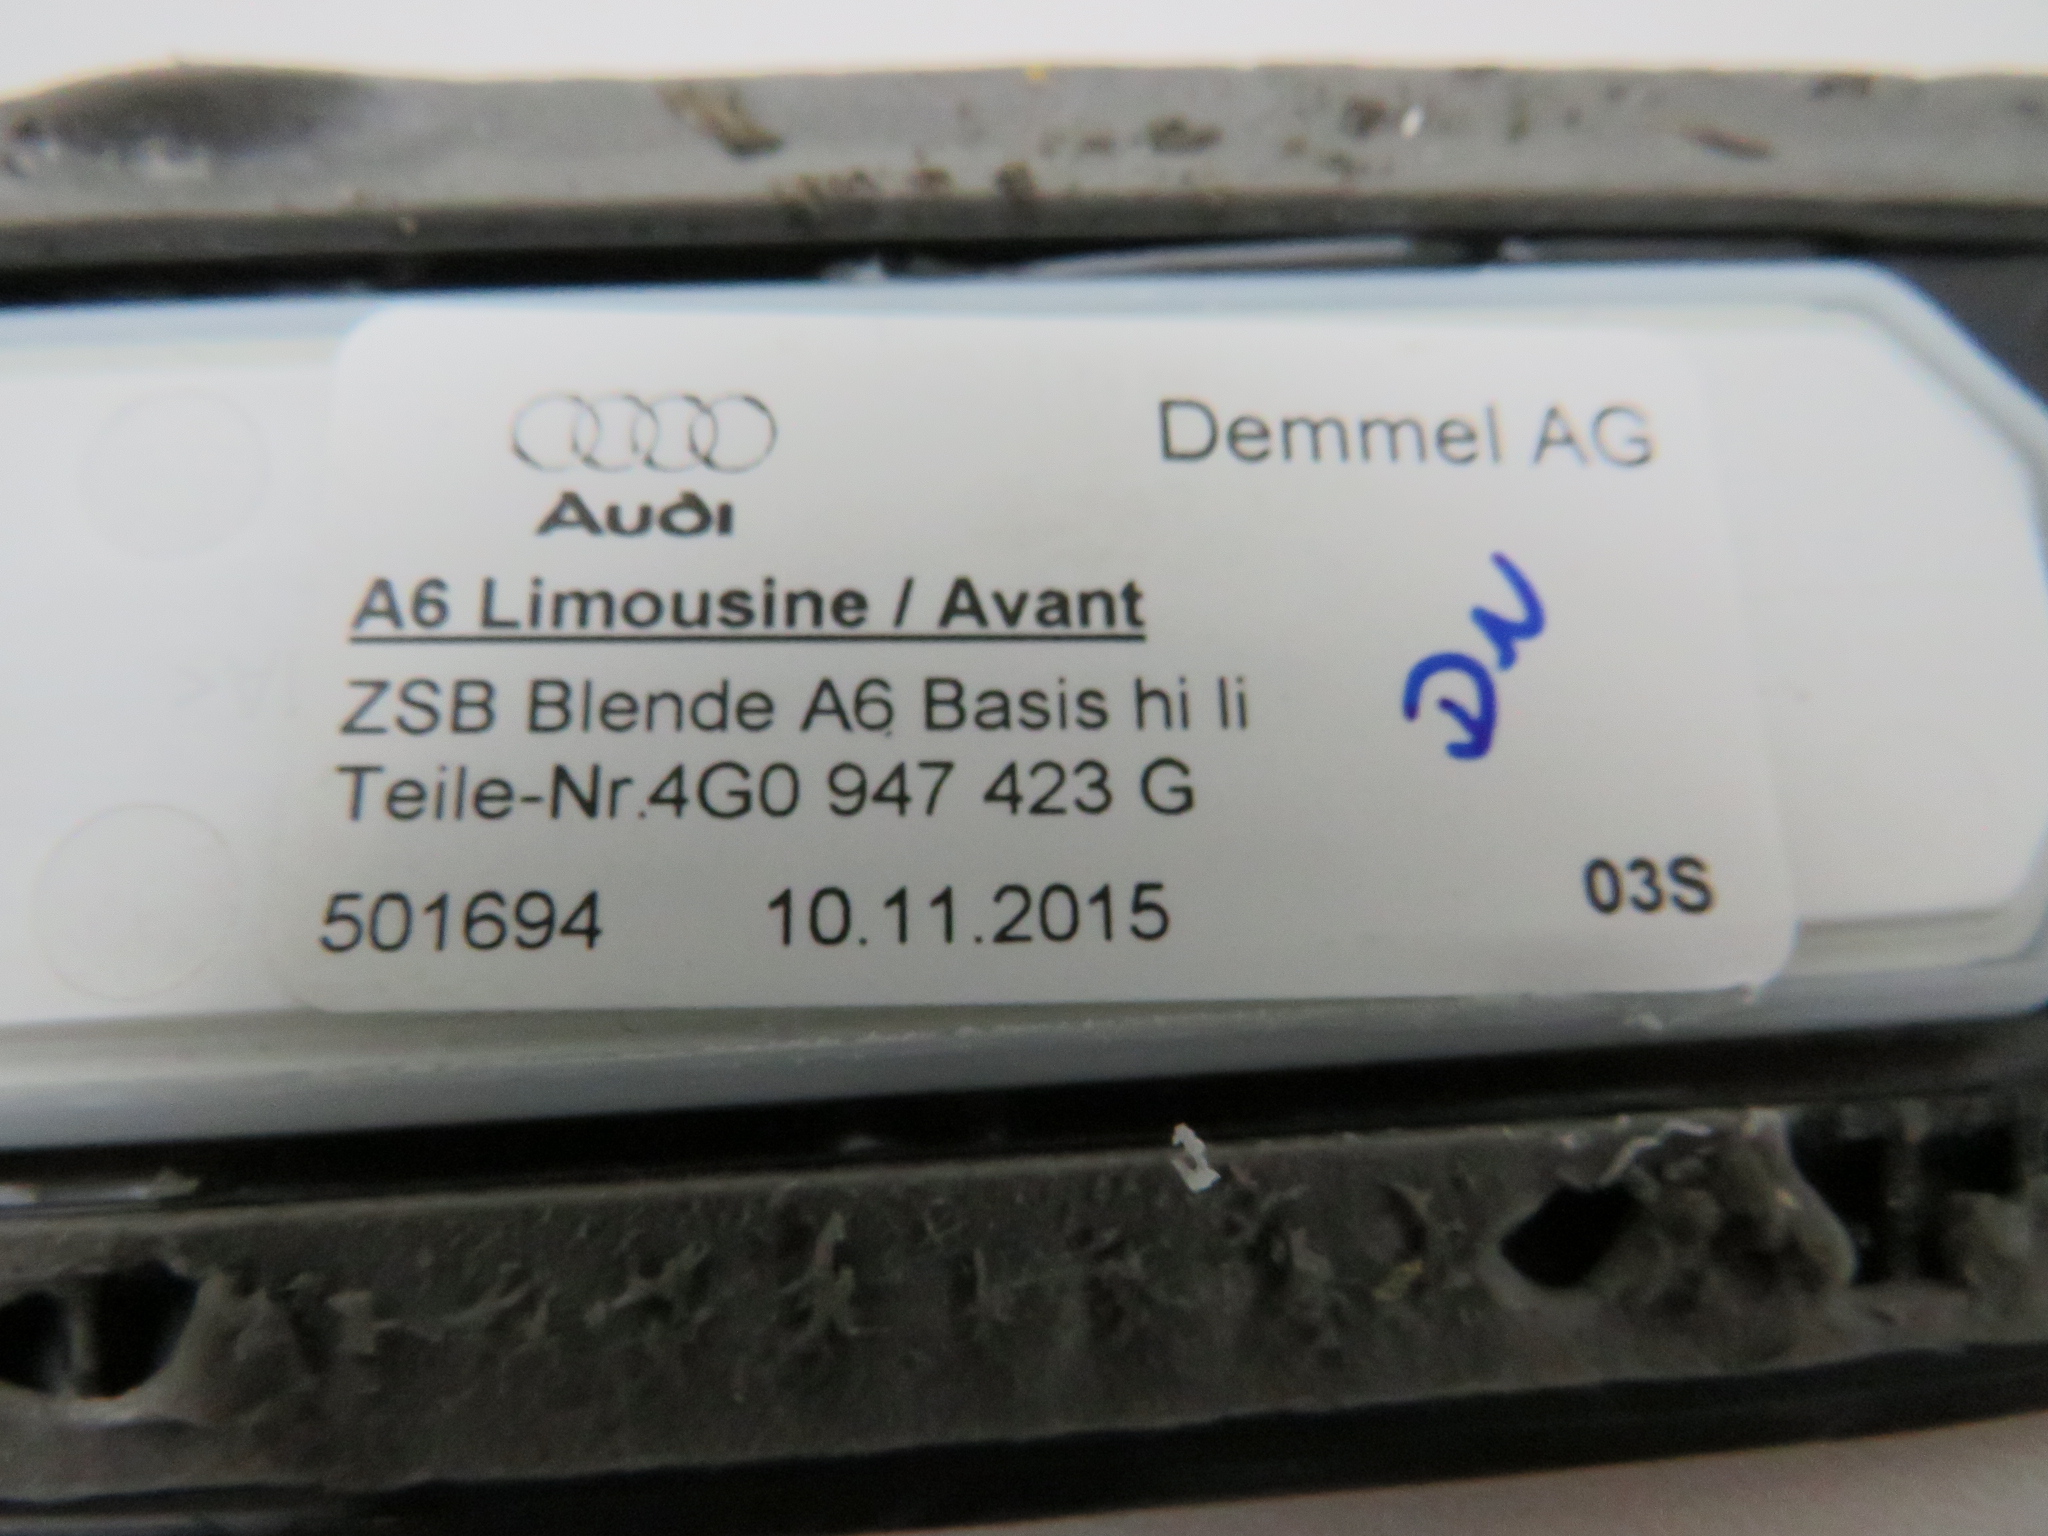 Audi
Demmel AG
A6 Limousine / Avant
ZSB Blende A6 Basis hi li
Teile-Nr.4G0 947 423 G
501694 10.11.2015 03S